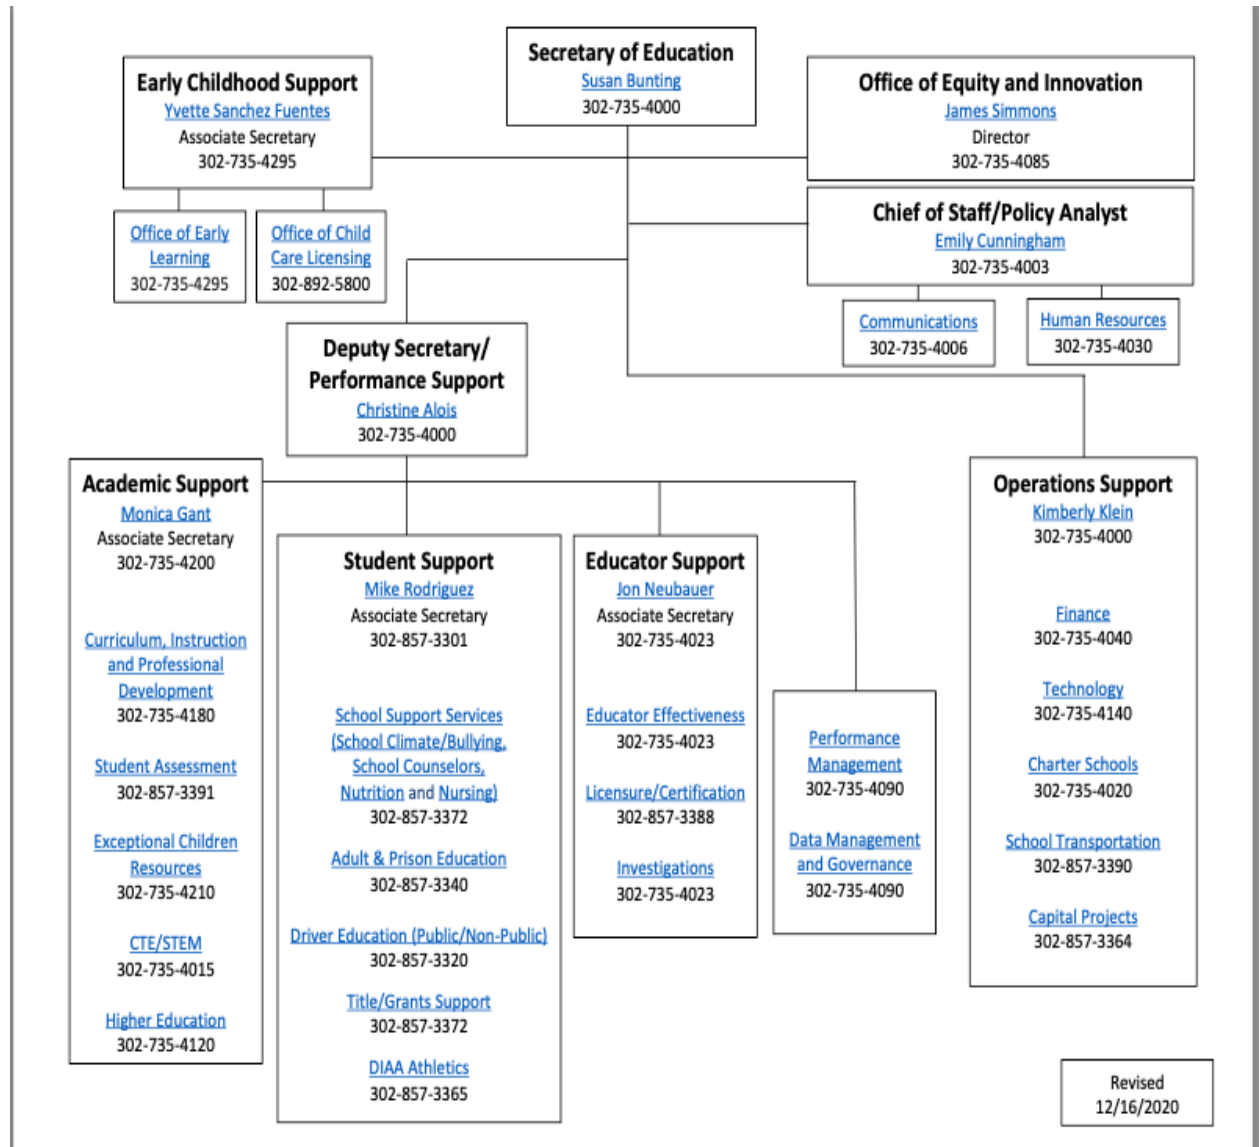 Secretary of Education
Susan Bunting
302-735-4000
Early Childhood Support
Yvette Sanchez Fuentes
Associate Secretary
302-735-4295
Office of Equity and Innovation
James Simmons
Director
302-735-4085
Office of Early
Learning
302-735-4295
Office of Child
Care Licensing
302-892-5800
Chief of Staff/Policy Analyst
Emily Cunningham
302-735-4003
Communications
302-735-4006
Human Resources
302-735-4030
Deputy Secretary/
Performance Support
Christine Alois
302-735-4000
Academic Support
Monica Gant
Associate Secretary
302-735-4200
Curriculum, Instruction
and Professional
Development
302-735-4180
Student Assessment
302-857-3391
Exceptional Children
Resources
302-735-4210
CTE/STEM
302-735-4015
Higher Education
302-735-4120
Student Support
Mike Rodriguez
Associate Secretary
302-857-3301
School Support Services
(School Climate/Bullying,
School Counselors,
Nutrition and Nursing)
302-857-3372
Adult & Prison Education
302-857-3340
Driver Education (Public/Non-Public)
302-857-3320
Title/Grants Support
302-857-3372
DIAA Athletics
302-857-3365
Educator Support
Jon Neubauer
Associate Secretary
302-735-4023
Educator Effectiveness
302-735-4023
Licensure/Certification
302-857-3388
Investigations
302-735-4023
Performance
Management
302-735-4090
Data Management
and Governance
302-735-4090
Operations Support
Kimberly Klein
302-735-4000
Finance
302-735-4040
Technology
302-735-4140
Charter Schools
302-735-4020
School Transportation
302-857-3390
Capital Projects
302-857-3364
Revised
12/16/2020